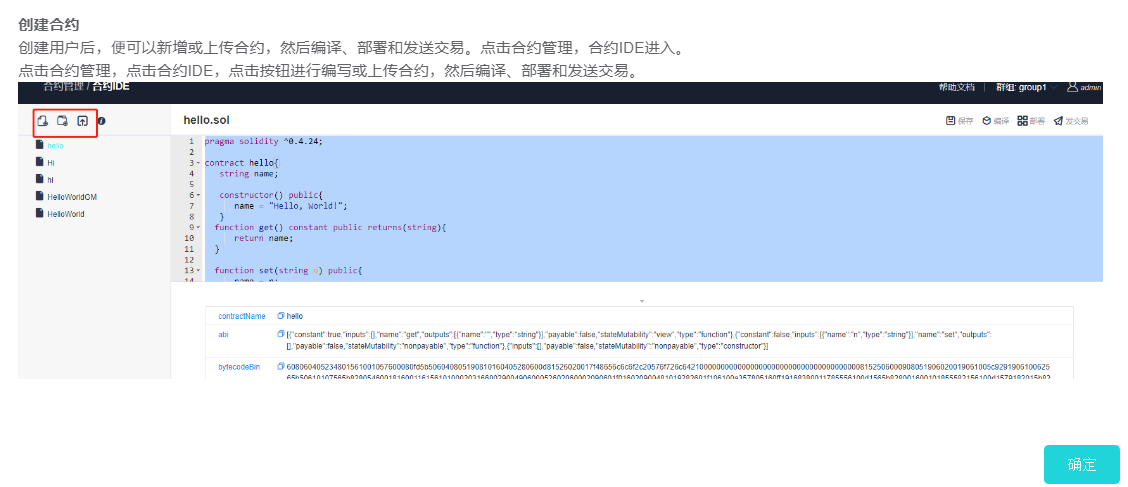 创建合约
创建用户后，便可以新增或上传合约，然后编译、部署和发送交易。点击合约管理，合约IDE进入。
点击合约管理，点击合约IDE，点击按钮进行编写或上传合约，然后编译、部署和发送交易。
合约管理 / 合约IDE 帮助文档 群组: group1 admin
hello.sol 保存 编译 部署 发交易
hello
Hi
hi
HelloWorldGM
HelloWorld
1 pragma solidity ^0.4.24;
2
3 contract hello{
4 string name;
5
6 constructor() public{
7 name = "Hello, World!";
8 }
9 function get() constant public returns(string){
10 return name;
11 }
12
13 function set(string n) public{
14 name = n;
contractName hello
abi [{"constant":true,"inputs":[],"name":"get","outputs":[{"name":"","type":"string"}],"payable":false,"stateMutability":"view","type":"function"},{"constant":false,"inputs":[{"name":"n","type":"string"}],"name":"set","outputs":
[],"payable":false,"stateMutability":"nonpayable","type":"function"},{"inputs":[],"payable":false,"stateMutability":"nonpayable","type":"constructor"}]
bytecodeBin
确定